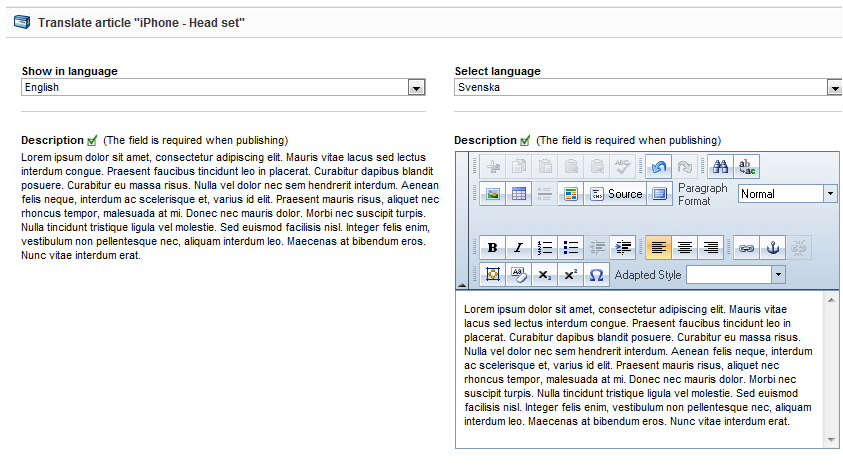 Translate article "iPhone - Head set"
Show in language
English
Description (The field is required when publishing)
Lorem ipsum dolor sit amet, consectetur adipiscing elit. Mauris vitae lacus sed lectus
interdum congue. Praesent faucibus tincidunt leo in placerat. Curabitur dapibus blandit
posuere. Curabitur eu massa risus. Nulla vel dolor nec sem hendrerit interdum. Aenean
felis neque, interdum ac scelerisque et, varius id elit. Praesent mauris risus, aliquet nec
rhoncus tempor, malesuada at mi. Donec nec mauris dolor. Morbi nec suscipit turpis.
Nulla tincidunt tristique ligula vel molestie. Sed euismod facilisis nisl. Integer felis enim,
vestibulum non pellentesque nec, aliquam interdum leo. Maecenas at bibendum eros.
Nunc vitae interdum erat.
Select language
Svenska
Description (The field is required when publishing)
Source
Paragraph
Format
Normal
B I
Adapted Style
Lorem ipsum dolor sit amet, consectetur adipiscing elit. Mauris vitae
lacus sed lectus interdum congue. Praesent faucibus tincidunt leo in
placerat. Curabitur dapibus blandit posuere. Curabitur eu massa risus.
Nulla vel dolor nec sem hendrerit interdum. Aenean felis neque, interdum
ac scelerisque et, varius id elit. Praesent mauris risus, aliquet nec
rhoncus tempor, malesuada at mi. Donec nec mauris dolor. Morbi nec
suscipit turpis. Nulla tincidunt tristique ligula vel molestie. Sed euismod
facilisis nisl. Integer felis enim, vestibulum non pellentesque nec, aliquam
interdum leo. Maecenas at bibendum eros. Nunc vitae interdum erat.